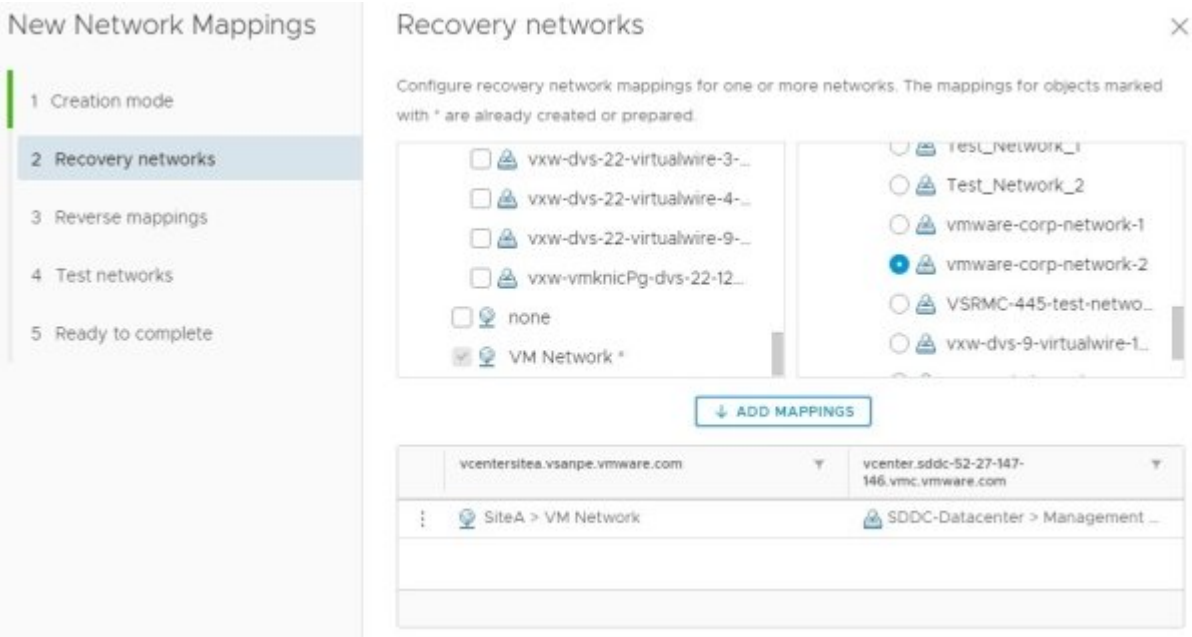 New Network Mappings
1 Creation mode
2 Recovery networks
3 Reverse mappings
4 Test networks
5 Ready to complete
Recovery networks
Configure recovery network mappings for one or more networks. The mappings for objects marked
with * are already created or prepared.
vxw-dvs-22-virtualwire-3-...
vxw-dvs-22-virtualwire-4-...
vxw-dvs-22-virtualwire-9-...
vxw-vmknicPg-dvs-22-12...
none
VM Network *
Test_Network_1
Test_Network_2
vmware-corp-network-1
vmware-corp-network-2
VSRMC-445-test-netwo...
vxw-dvs-9-virtualwire-1...
ADD MAPPINGS
vcentersitea.vsanpe.vmware.com
vcenter.sddc-52-27-147-
146.vmc.vmware.com
SiteA > VM Network
SDDC-Datacenter > Management ...